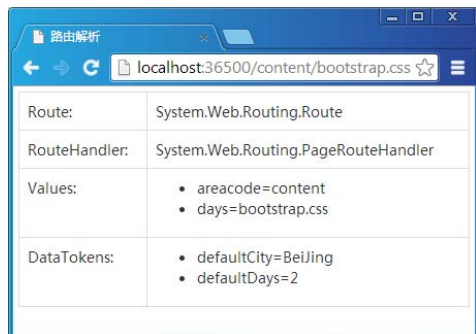 路由解析
localhost:36500/content/bootstrap.css
Route: System.Web.Routing.Route
RouteHandler: System.Web.Routing.PageRouteHandler
Values: • areacode=content
• days=bootstrap.css
DataTokens: • defaultCity=BeiJing
• defaultDays=2